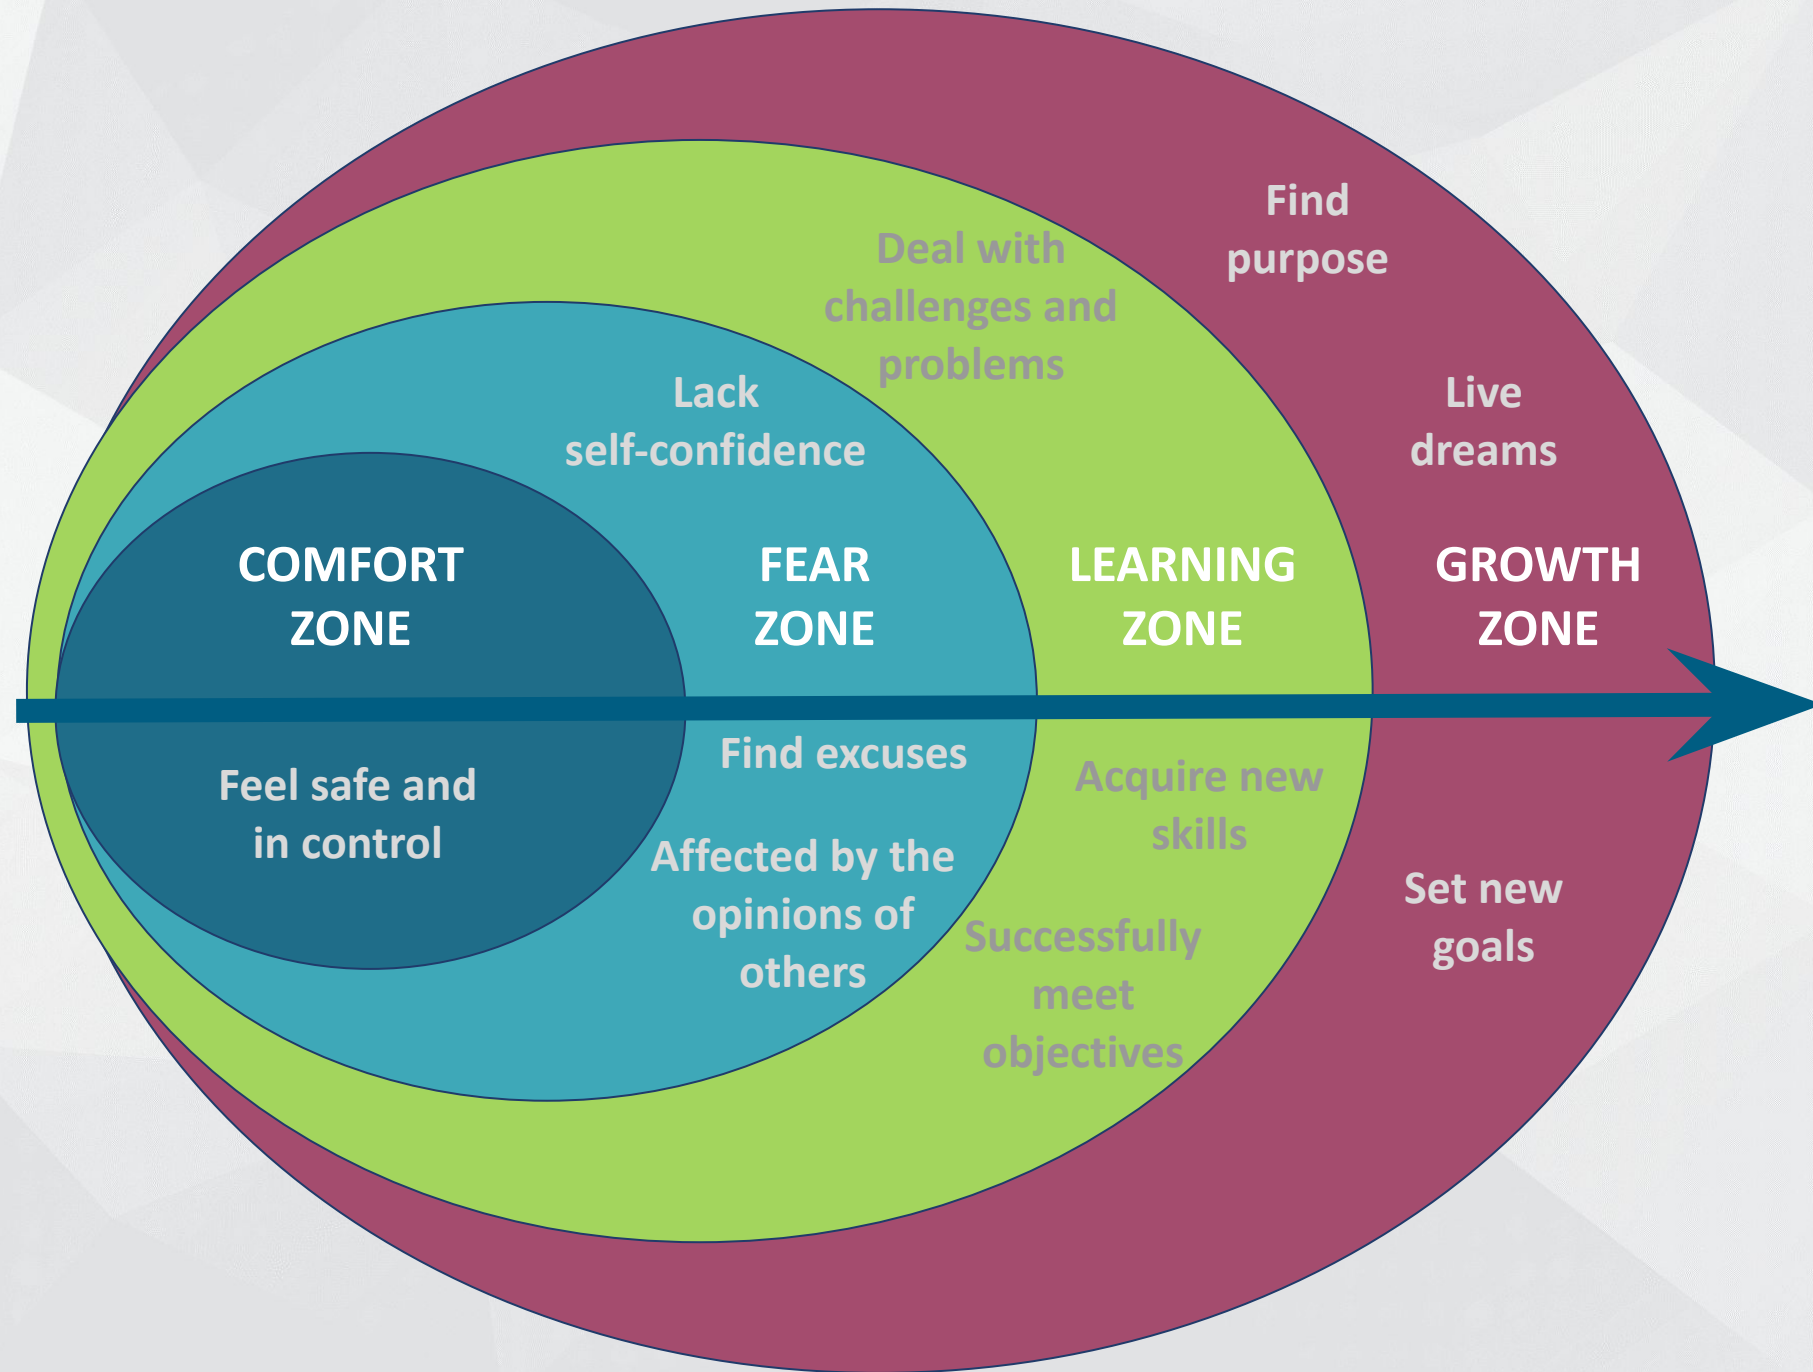 Find
purpose
Deal with
challenges and
problems
Lack
self-confidence
Live
dreams
COMFORT
ZONE
FEAR
ZONE
LEARNING
ZONE
GROWTH
ZONE
Feel safe and
in control
Find excuses
Affected by the
opinions of
others
Acquire new
skills
Successfully
meet
objectives
Set new
goals